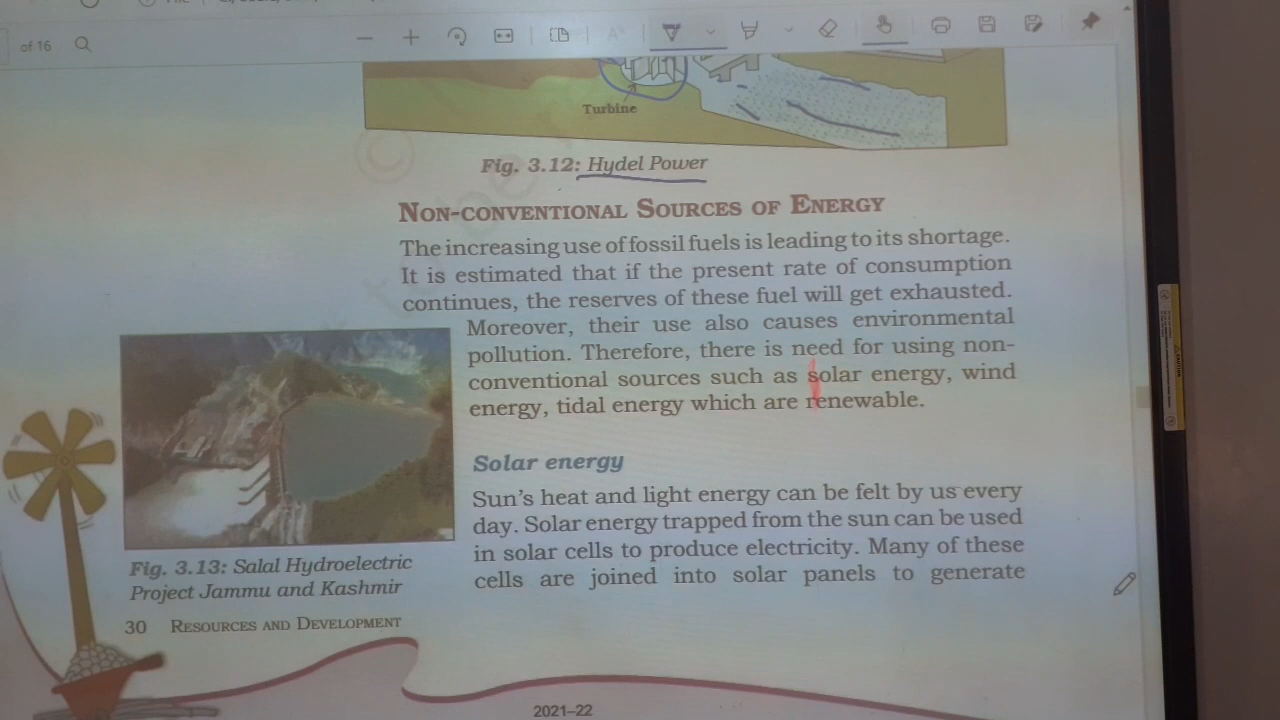 of 16
Turbine
Fig. 3.12: Hydel Power
NON-CONVENTIONAL SOURCES OF ENERGY
The increasing use of fossil fuels is leading to its shortage.
It is estimated that if the present rate of consumption
continues, the reserves of these fuel will get exhausted.
Moreover, their use also causes environmental
pollution. Therefore, there is need for using non-
conventional sources such as solar energy, wind
energy, tidal energy which are renewable.
Solar energy
Sun's heat and light energy can be felt by us every
day. Solar energy trapped from the sun can be used
in solar cells to produce electricity. Many of these
cells are joined into solar panels to generate
Fig. 3.13: Salal Hydroelectric
Project Jammu and Kashmir
30 RESOURCES AND DEVELOPMENT
2021–22